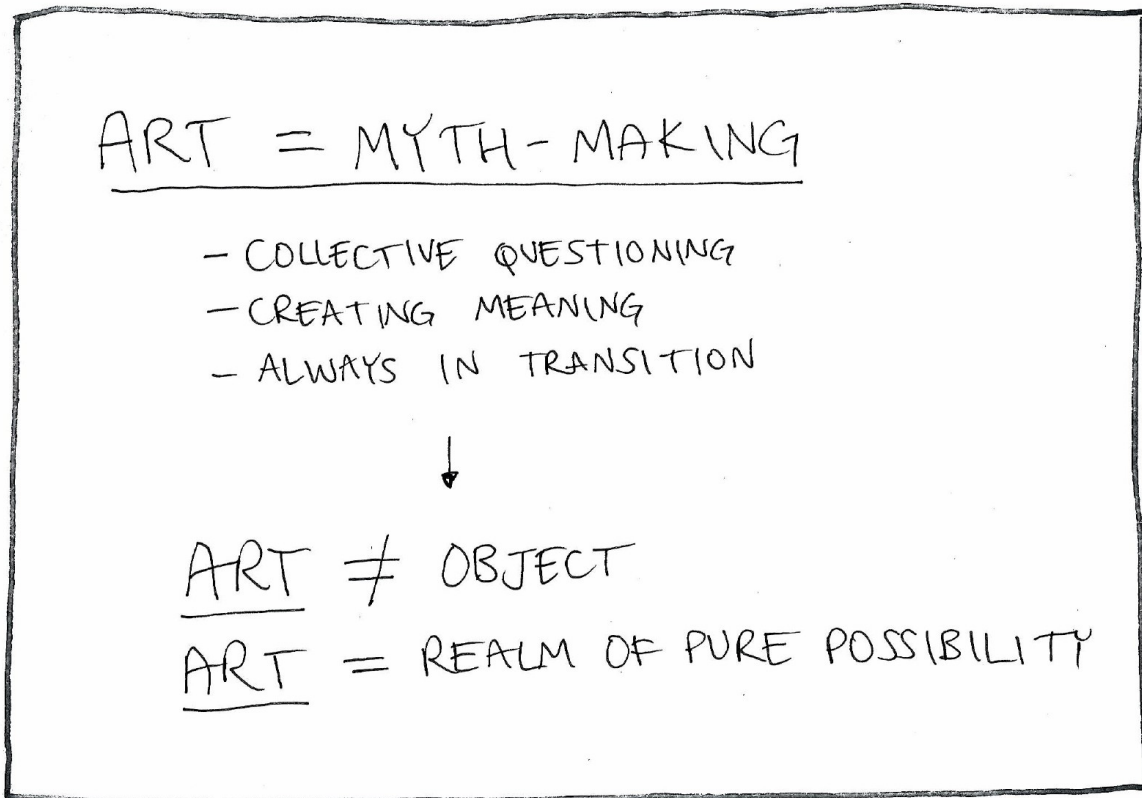 ART = MYTH-MAKING
- COLLECTIVE QUESTIONING
- CREATING MEANING
- ALWAYS IN TRANSITION
↓
ART ≠ OBJECT
ART = REALM OF PURE POSSIBILITY